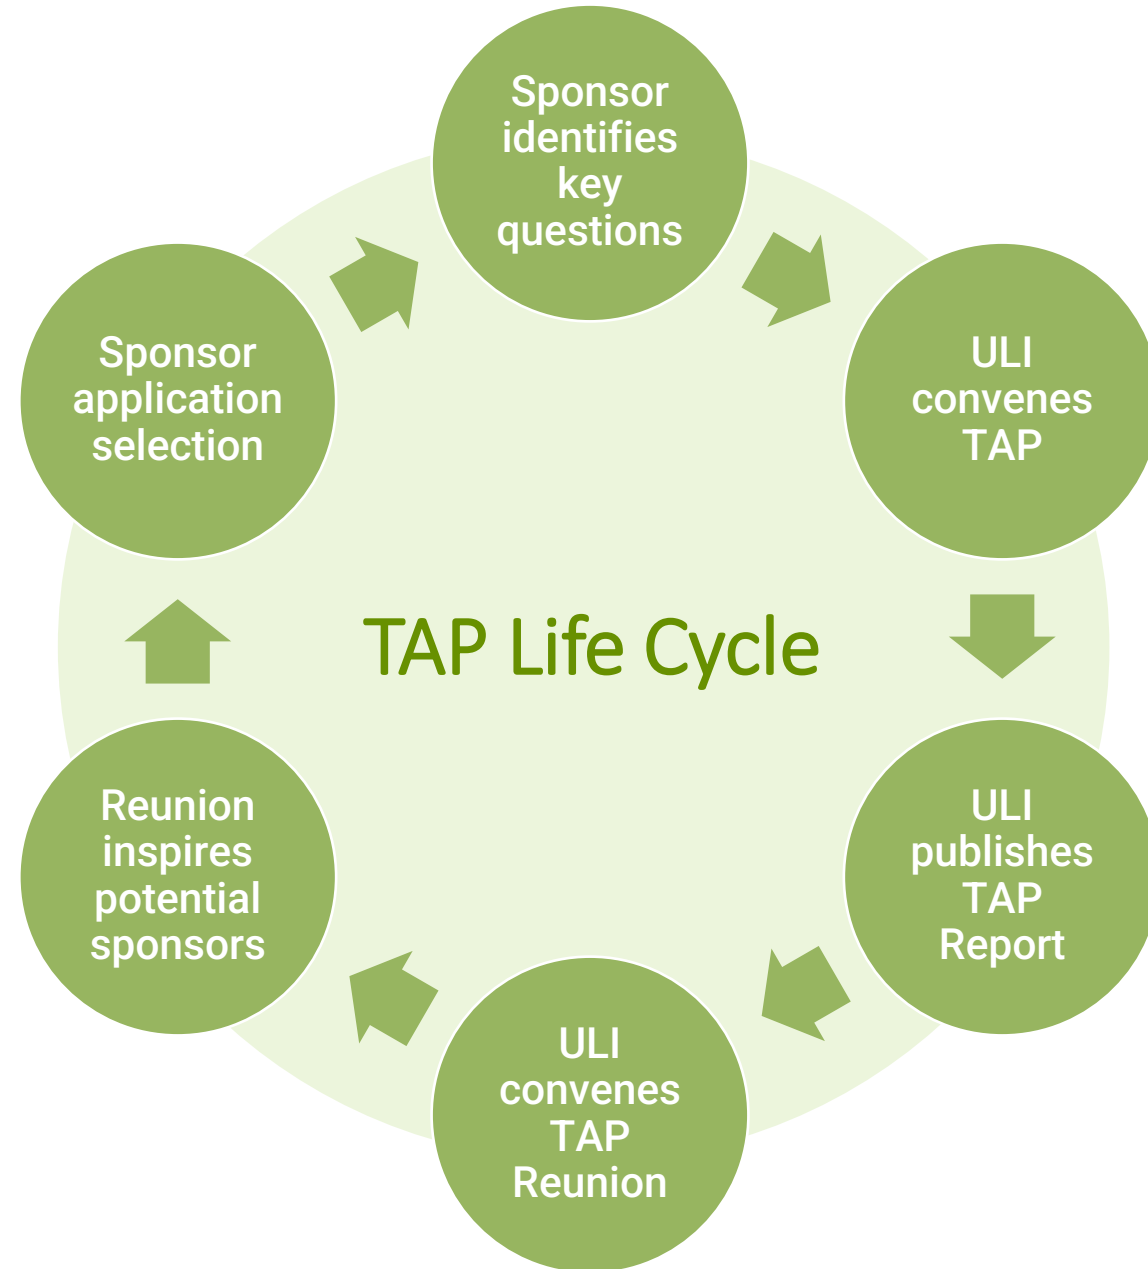 Sponsor
identifies
key
questions
ULI
convenes
TAP
ULI
publishes
TAP
Report
ULI
convenes
TAP
Reunion
Reunion
inspires
potential
sponsors
Sponsor
application
selection
TAP Life Cycle